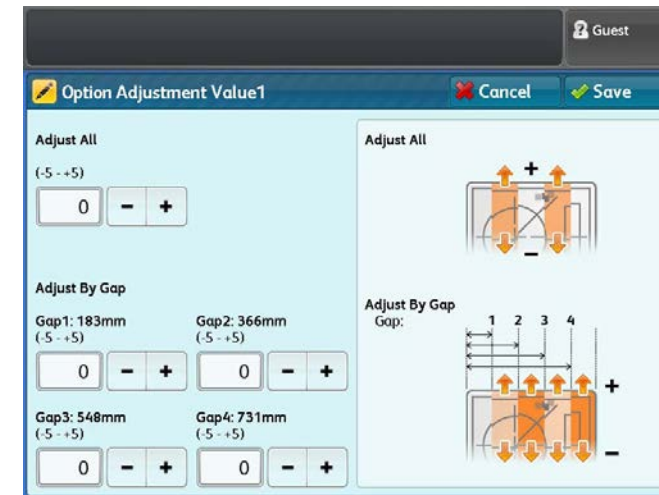 Guest
Option Adjustment Value1
Cancel
Save
Adjust All
(-5 - +5)
0 - +
Adjust By Gap
Gap1: 183mm
(-5 - +5)
0 - +
Gap2: 366mm
(-5 - +5)
0 - +
Gap3: 548mm
(-5 - +5)
0 - +
Gap4: 731mm
(-5 - +5)
0 - +
Adjust All
+
-
Adjust By Gap
Gap: 1 2 3 4
+
-